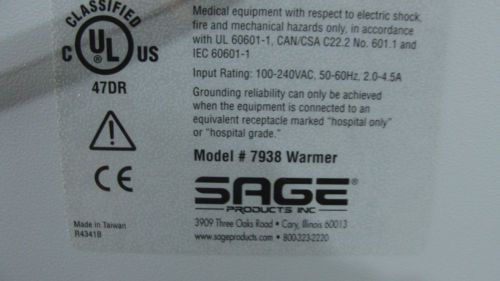 CLASSIFIED
C UL US
®
47DR
Medical equipment with respect to electric shock,
fire and mechanical hazards only, in accordance
with UL 60601-1, CAN/CSA C22.2 No. 601.1 and
IEC 60601-1
Input Rating: 100-240VAC, 50-60Hz, 2.0-4.5A
Grounding reliability can only be achieved
when the equipment is connected to an
equivalent receptacle marked "hospital only"
or "hospital grade."
Model # 7938 Warmer
CE
SAGE®
PRODUCTS INC
3909 Three Oaks Road • Cary, Illinois 60013
www.sageproducts.com • 800-323-2220
Made in Taiwan
R4341B